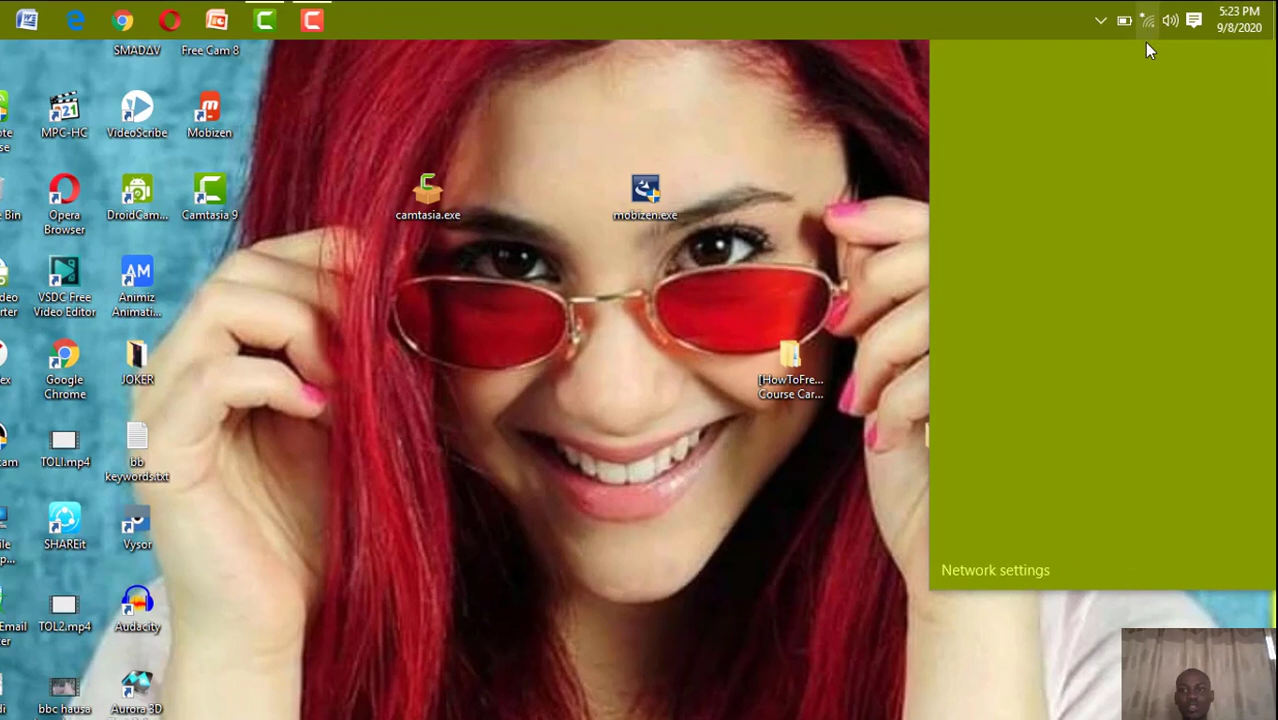 5:23 PM
9/8/2020
SMADΔV
Free Cam 8
MPC-HC
VideoScribe
Mobizen
Opera
Browser
DroidCam...
Camtasia 9
camtasia.exe
mobizen.exe
VSDC Free
Video Editor
Animiz
Animati...
Google
Chrome
JOKER
[HowToFre...
Course Car...
TOLI.mp4
bb
keywords.txt
SHAREit
Vysor
Network settings
TOL2.mp4
Audacity
bbc hausa
Aurora 3D